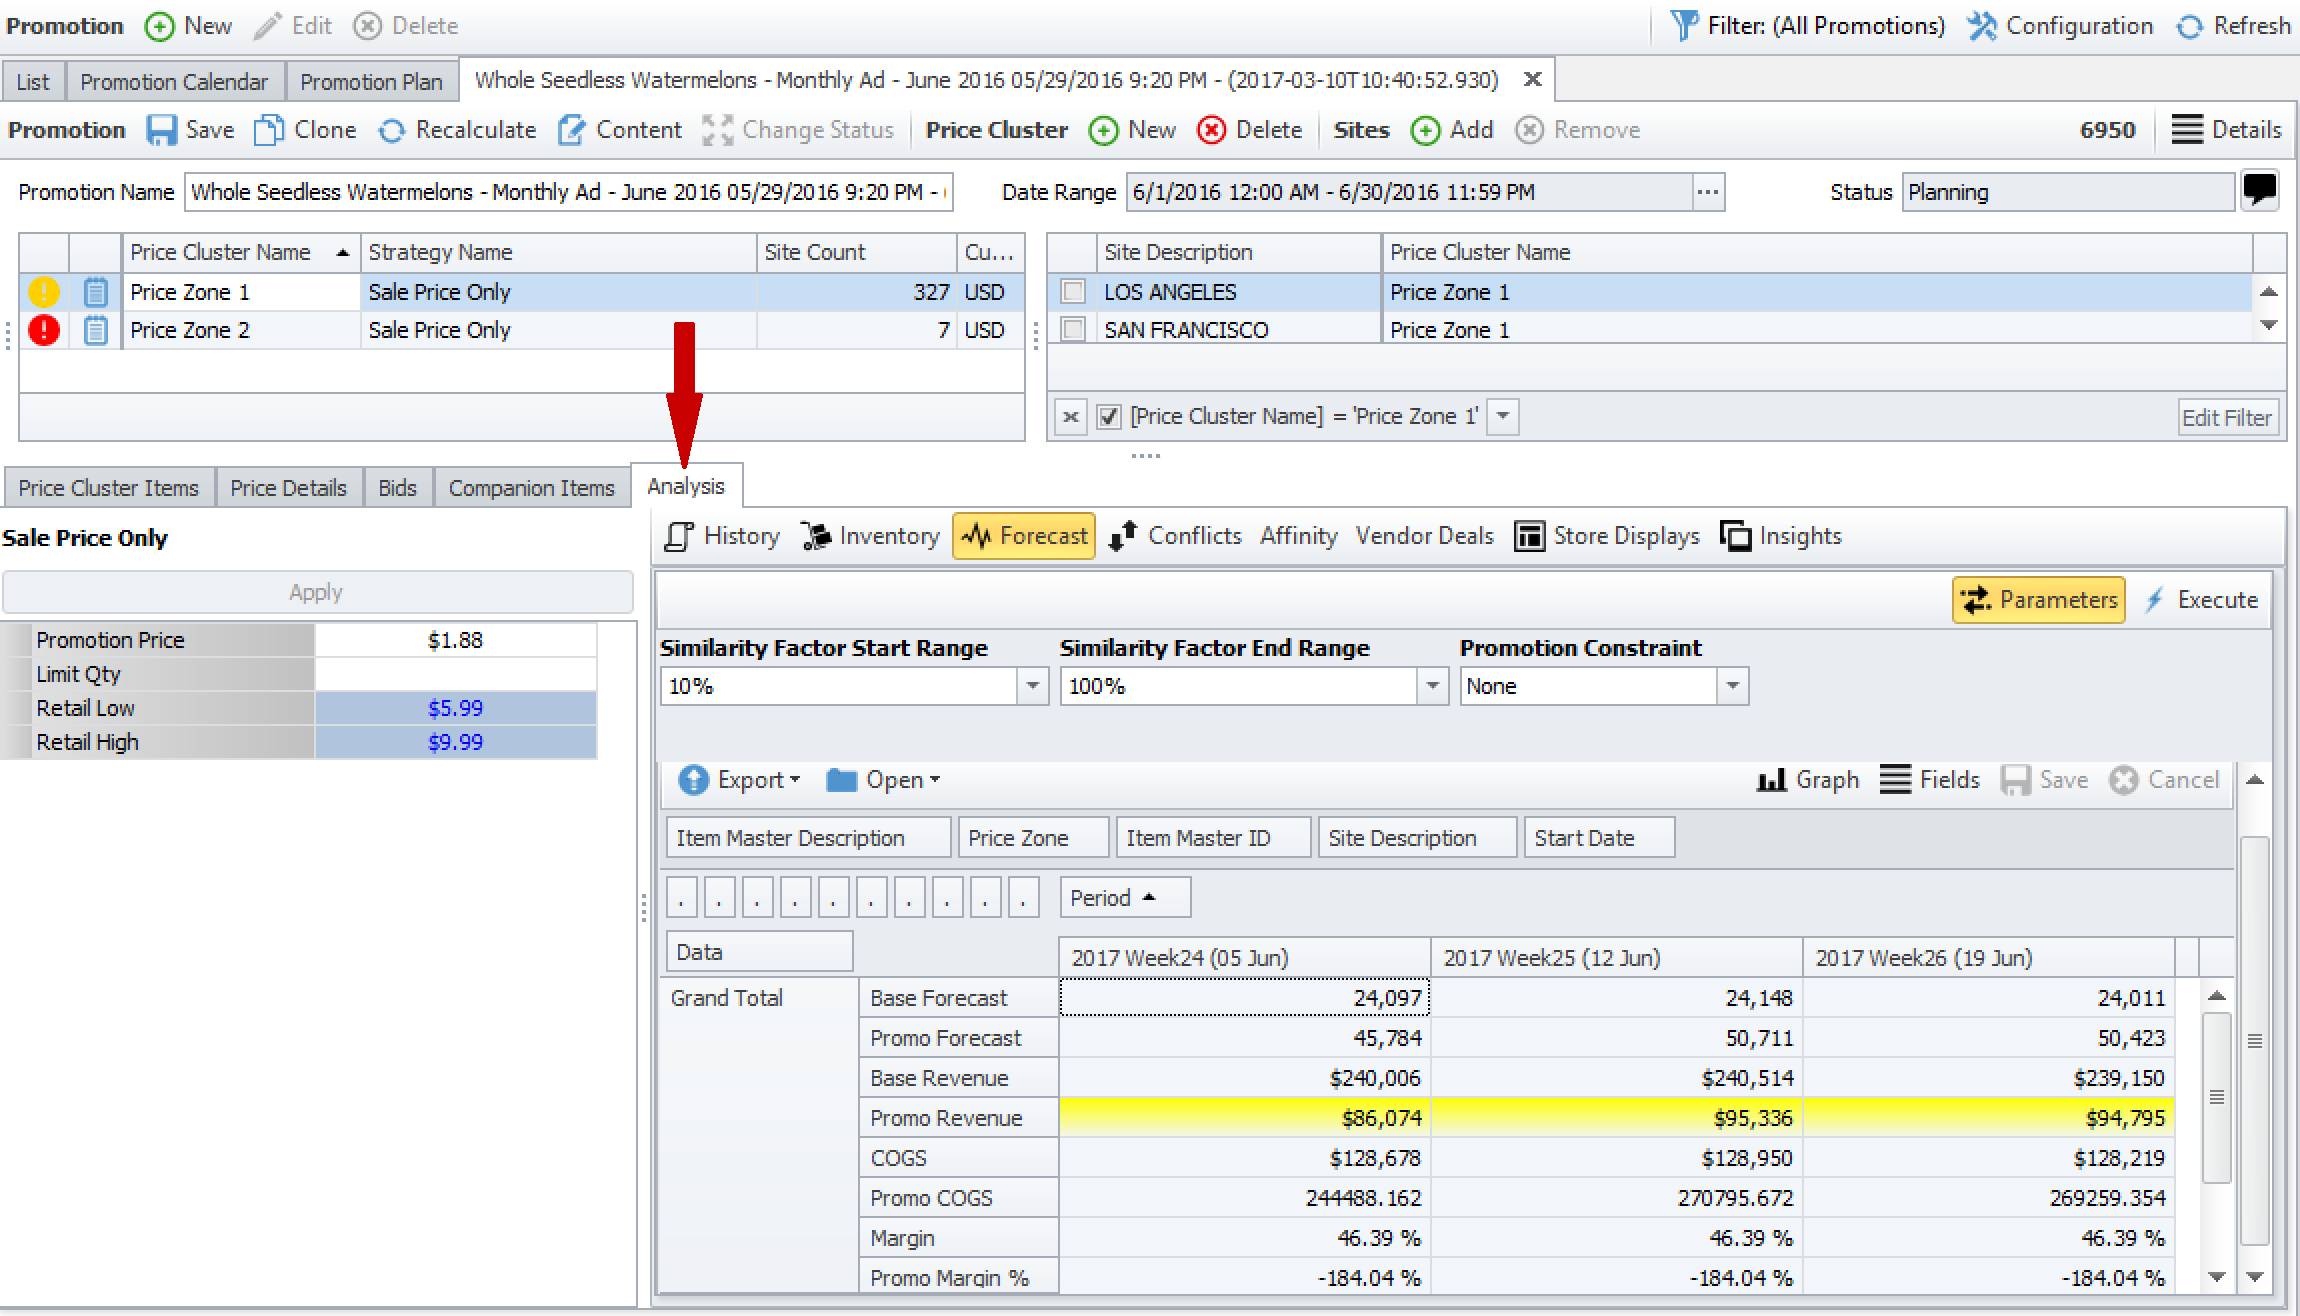 Promotion New Edit Delete Filter: (All Promotions) Configuration Refresh
List Promotion Calendar Promotion Plan Whole Seedless Watermelons - Monthly Ad - June 2016 05/29/2016 9:20 PM - (2017-03-10T10:40:52.930)
Promotion Save Clone Recalculate Content Change Status Price Cluster New Delete Sites Add Remove 6950 Details
Promotion Name Whole Seedless Watermelons - Monthly Ad - June 2016 05/29/2016 9:20 PM - Date Range 6/1/2016 12:00 AM - 6/30/2016 11:59 PM ... Status Planning
Price Cluster Name Strategy Name Site Count Cu... Site Description Price Cluster Name
Price Zone 1 Sale Price Only 327 USD LOS ANGELES Price Zone 1
Price Zone 2 Sale Price Only 7 USD SAN FRANCISCO Price Zone 1
[Price Cluster Name] = 'Price Zone 1' Edit Filter
Price Cluster Items Price Details Bids Companion Items Analysis
Sale Price Only History Inventory Forecast Conflicts Affinity Vendor Deals Store Displays Insights
Apply Parameters Execute
Promotion Price $1.88
Limit Qty
Retail Low $5.99
Retail High $9.99
Similarity Factor Start Range Similarity Factor End Range Promotion Constraint
10% 100% None
Export Open Graph Fields Save Cancel
Item Master Description Price Zone Item Master ID Site Description Start Date
. . . . . . . . . . Period
Data 2017 Week24 (05 Jun) 2017 Week25 (12 Jun) 2017 Week26 (19 Jun)
Grand Total Base Forecast 24,097 24,148 24,011
Promo Forecast 45,784 50,711 50,423
Base Revenue $240,006 $240,514 $239,150
Promo Revenue $86,074 $95,336 $94,795
COGS $128,678 $128,950 $128,219
Promo COGS 244488.162 270795.672 269259.354
Margin 46.39 % 46.39 % 46.39 %
Promo Margin % -184.04 % -184.04 % -184.04 %